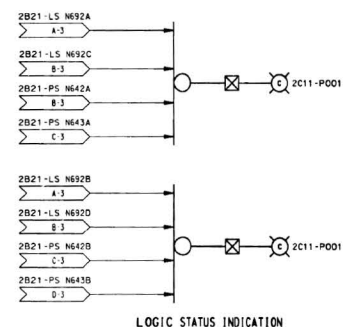 2B21-LS N692A
A-3
2B21-LS N692C
B-3
2B21-PS N642A
B-3
2B21-PS N643A
C-3
C 2C11-P001
2B21-LS N692B
A-3
2B21-LS N692D
B-3
2B21-PS N642B
C-3
2B21-PS N643B
D-3
C 2C11-P001
LOGIC STATUS INDICATION